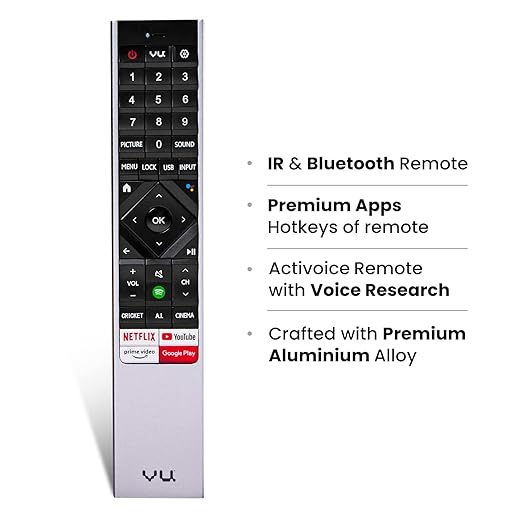 VU.
1 2 3
4 5 6
7 8 9
PICTURE 0 SOUND
MENU LOCK USB INPUT
OK
+
VOL CH
−
CRICKET A.I. CINEMA
NETFLIX YouTube
prime video Google Play
VU.
• IR & Bluetooth Remote
• Premium Apps
Hotkeys of remote
• Activoice Remote
with Voice Research
• Crafted with Premium
Aluminium Alloy